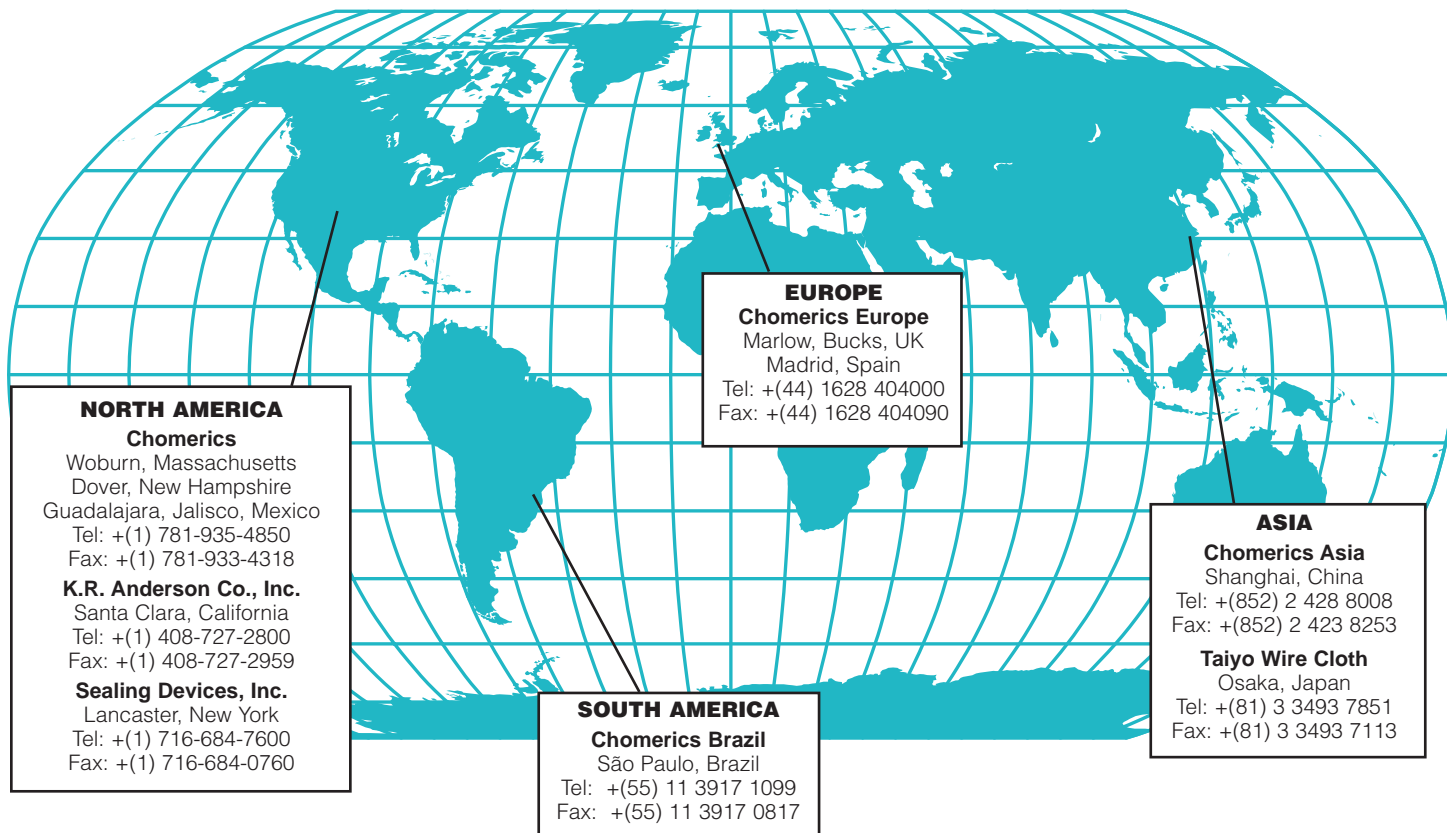 NORTH AMERICA
Chomerics
Woburn, Massachusetts
Dover, New Hampshire
Guadalajara, Jalisco, Mexico
Tel: +(1) 781-935-4850
Fax: +(1) 781-933-4318
K.R. Anderson Co., Inc.
Santa Clara, California
Tel: +(1) 408-727-2800
Fax: +(1) 408-727-2959
Sealing Devices, Inc.
Lancaster, New York
Tel: +(1) 716-684-7600
Fax: +(1) 716-684-0760
SOUTH AMERICA
Chomerics Brazil
São Paulo, Brazil
Tel: +(55) 11 3917 1099
Fax: +(55) 11 3917 0817
EUROPE
Chomerics Europe
Marlow, Bucks, UK
Madrid, Spain
Tel: +(44) 1628 404000
Fax: +(44) 1628 404090
ASIA
Chomerics Asia
Shanghai, China
Tel: +(852) 2 428 8008
Fax: +(852) 2 423 8253
Taiyo Wire Cloth
Osaka, Japan
Tel: +(81) 3 3493 7851
Fax: +(81) 3 3493 7113